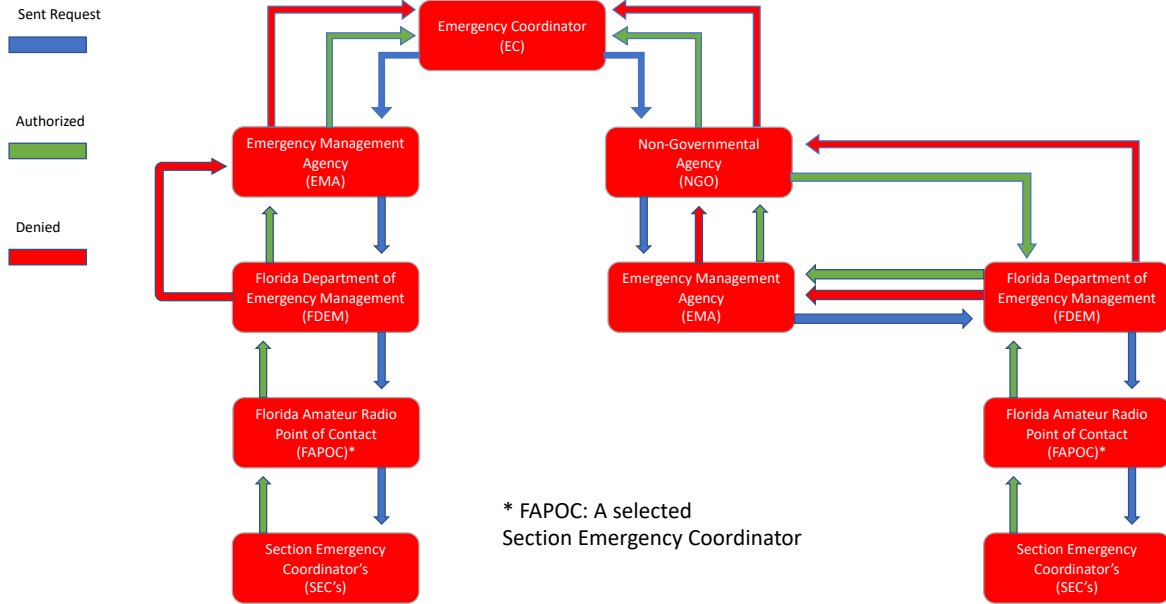 Sent Request
Authorized
Denied
Emergency Coordinator
(EC)
Emergency Management
Agency
(EMA)
Non-Governmental
Agency
(NGO)
Florida Department of
Emergency Management
(FDEM)
Emergency Management
Agency
(EMA)
Florida Department of
Emergency Management
(FDEM)
Florida Amateur Radio
Point of Contact
(FAPOC)*
Florida Amateur Radio
Point of Contact
(FAPOC)*
* FAPOC: A selected
Section Emergency Coordinator
Section Emergency
Coordinator’s
(SEC’s)
Section Emergency
Coordinator’s
(SEC’s)